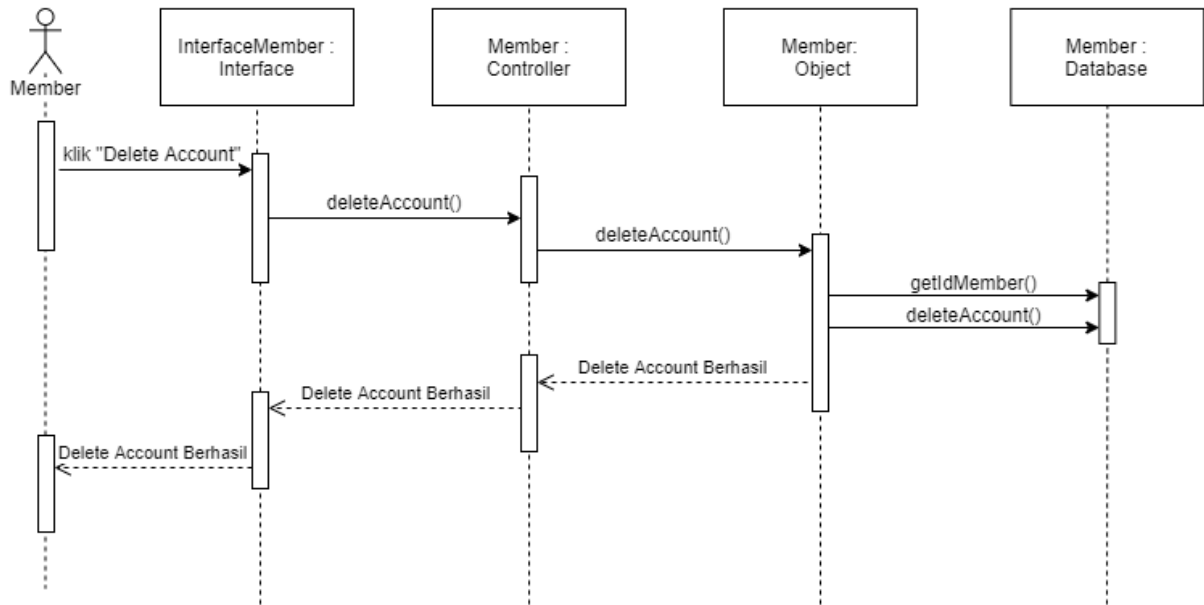 Member
InterfaceMember :
Interface
Member :
Controller
Member:
Object
Member :
Database
klik "Delete Account"
deleteAccount()
deleteAccount()
getIdMember()
deleteAccount()
Delete Account Berhasil
Delete Account Berhasil
Delete Account Berhasil